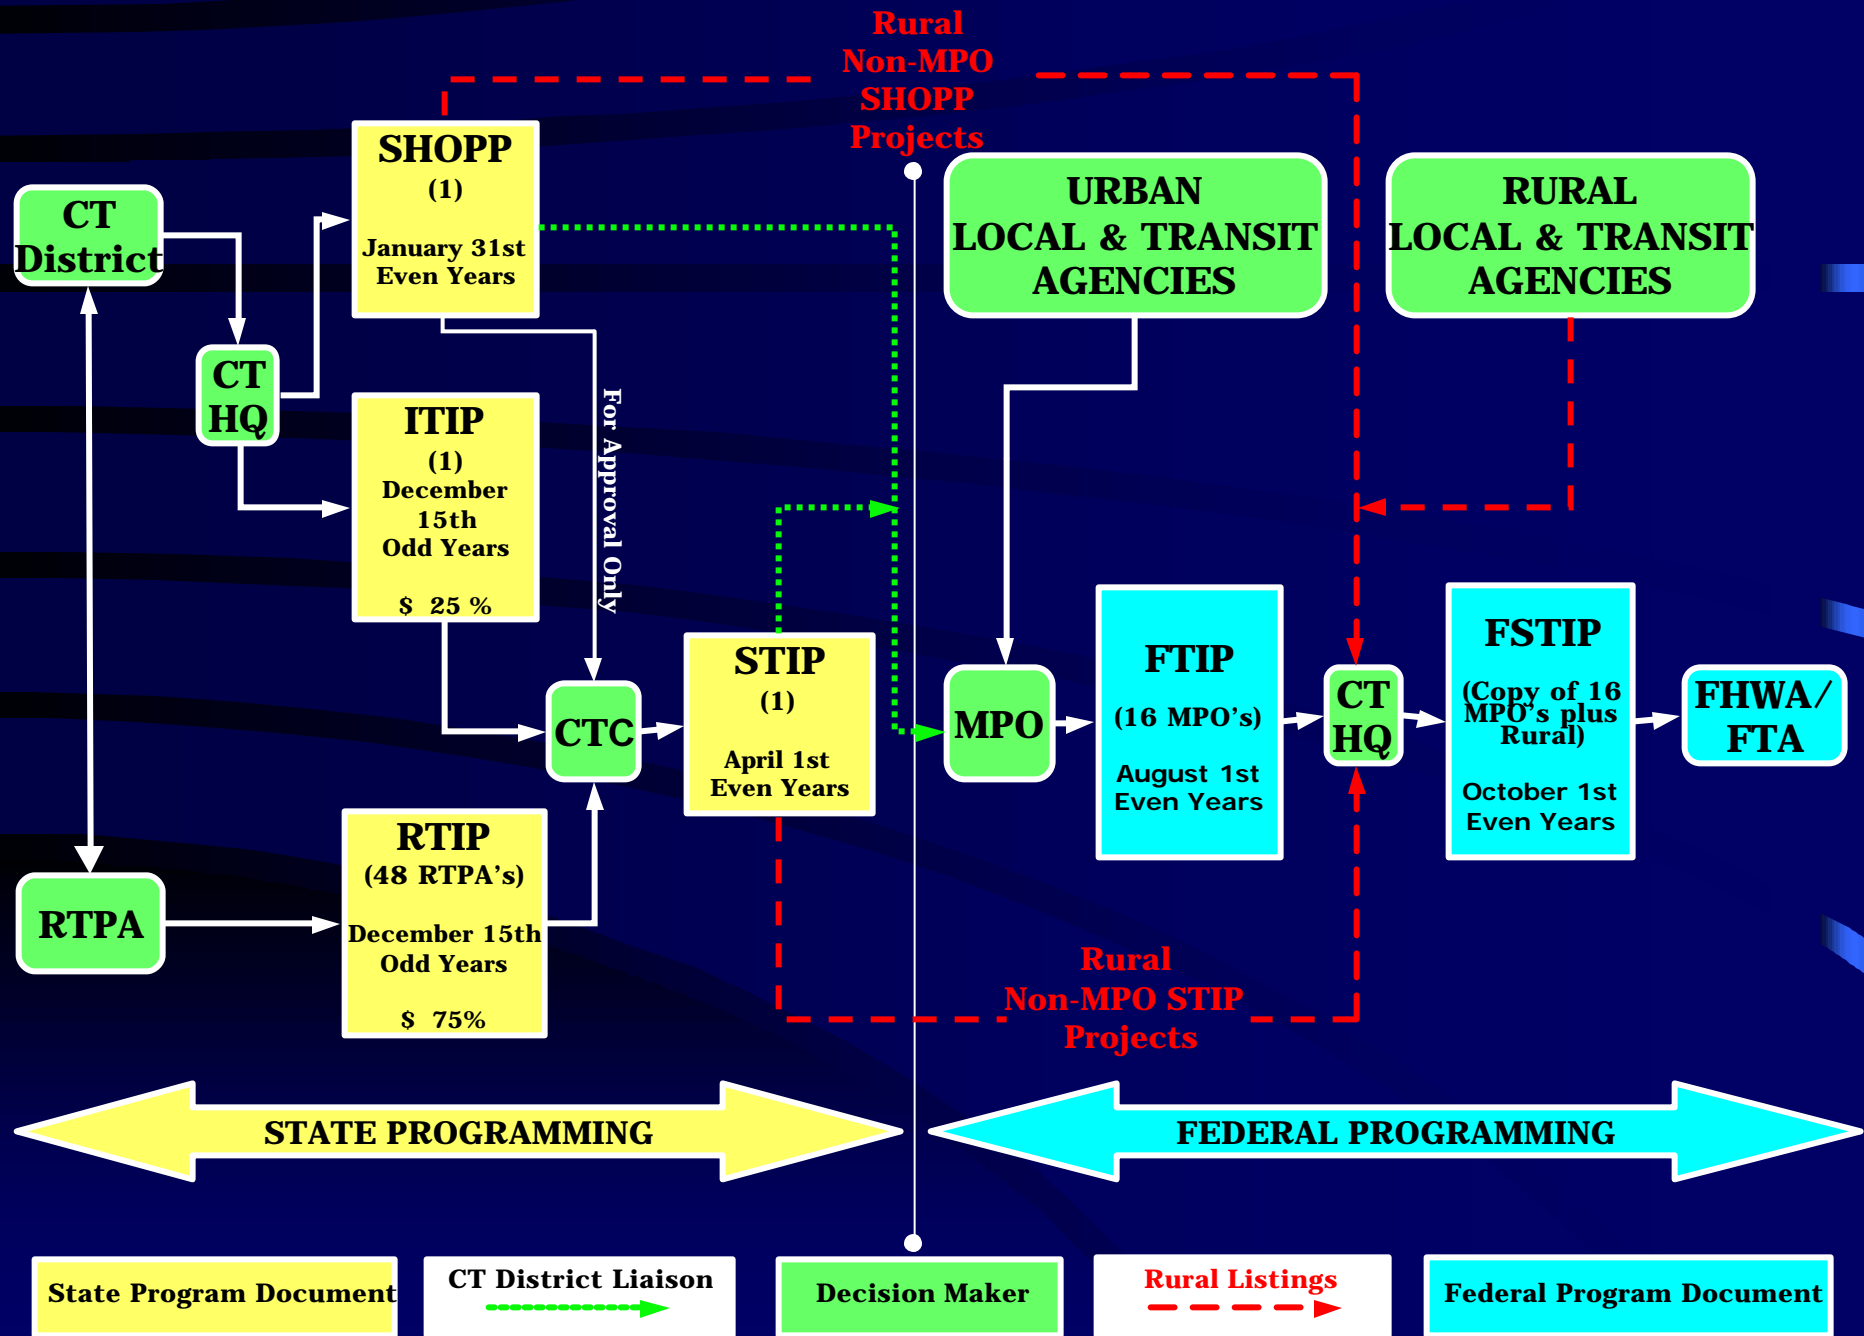 Rural
Non-MPO
SHOPP
Projects
SHOPP
(1)
January 31st
Even Years
CT
District
CT
HQ
ITIP
(1)
December
15th
Odd Years
$ 25 %
For Approval Only
URBAN
LOCAL & TRANSIT
AGENCIES
RURAL
LOCAL & TRANSIT
AGENCIES
CTC
STIP
(1)
April 1st
Even Years
MPO
FTIP
(16 MPO's)
August 1st
Even Years
CT
HQ
FSTIP
(Copy of 16
MPO's plus
Rural)
October 1st
Even Years
FHWA/
FTA
RTPA
RTIP
(48 RTPA's)
December 15th
Odd Years
$ 75%
Rural
Non-MPO STIP
Projects
STATE PROGRAMMING
FEDERAL PROGRAMMING
State Program Document
CT District Liaison
Decision Maker
Rural Listings
Federal Program Document